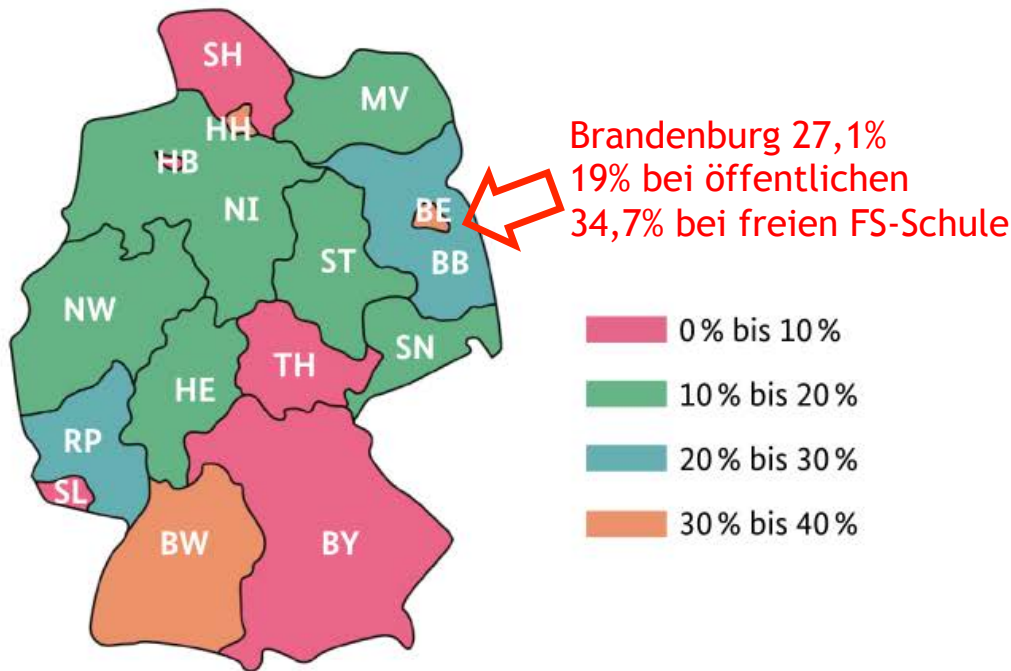 SH
MV
HH
HB
Brandenburg 27,1%
19% bei öffentlichen
34,7% bei freien FS-Schule
NI
BE
ST
BB
NW
SN
TH
HE
RP
SL
BW
BY
0 % bis 10 %
10 % bis 20 %
20 % bis 30 %
30 % bis 40 %